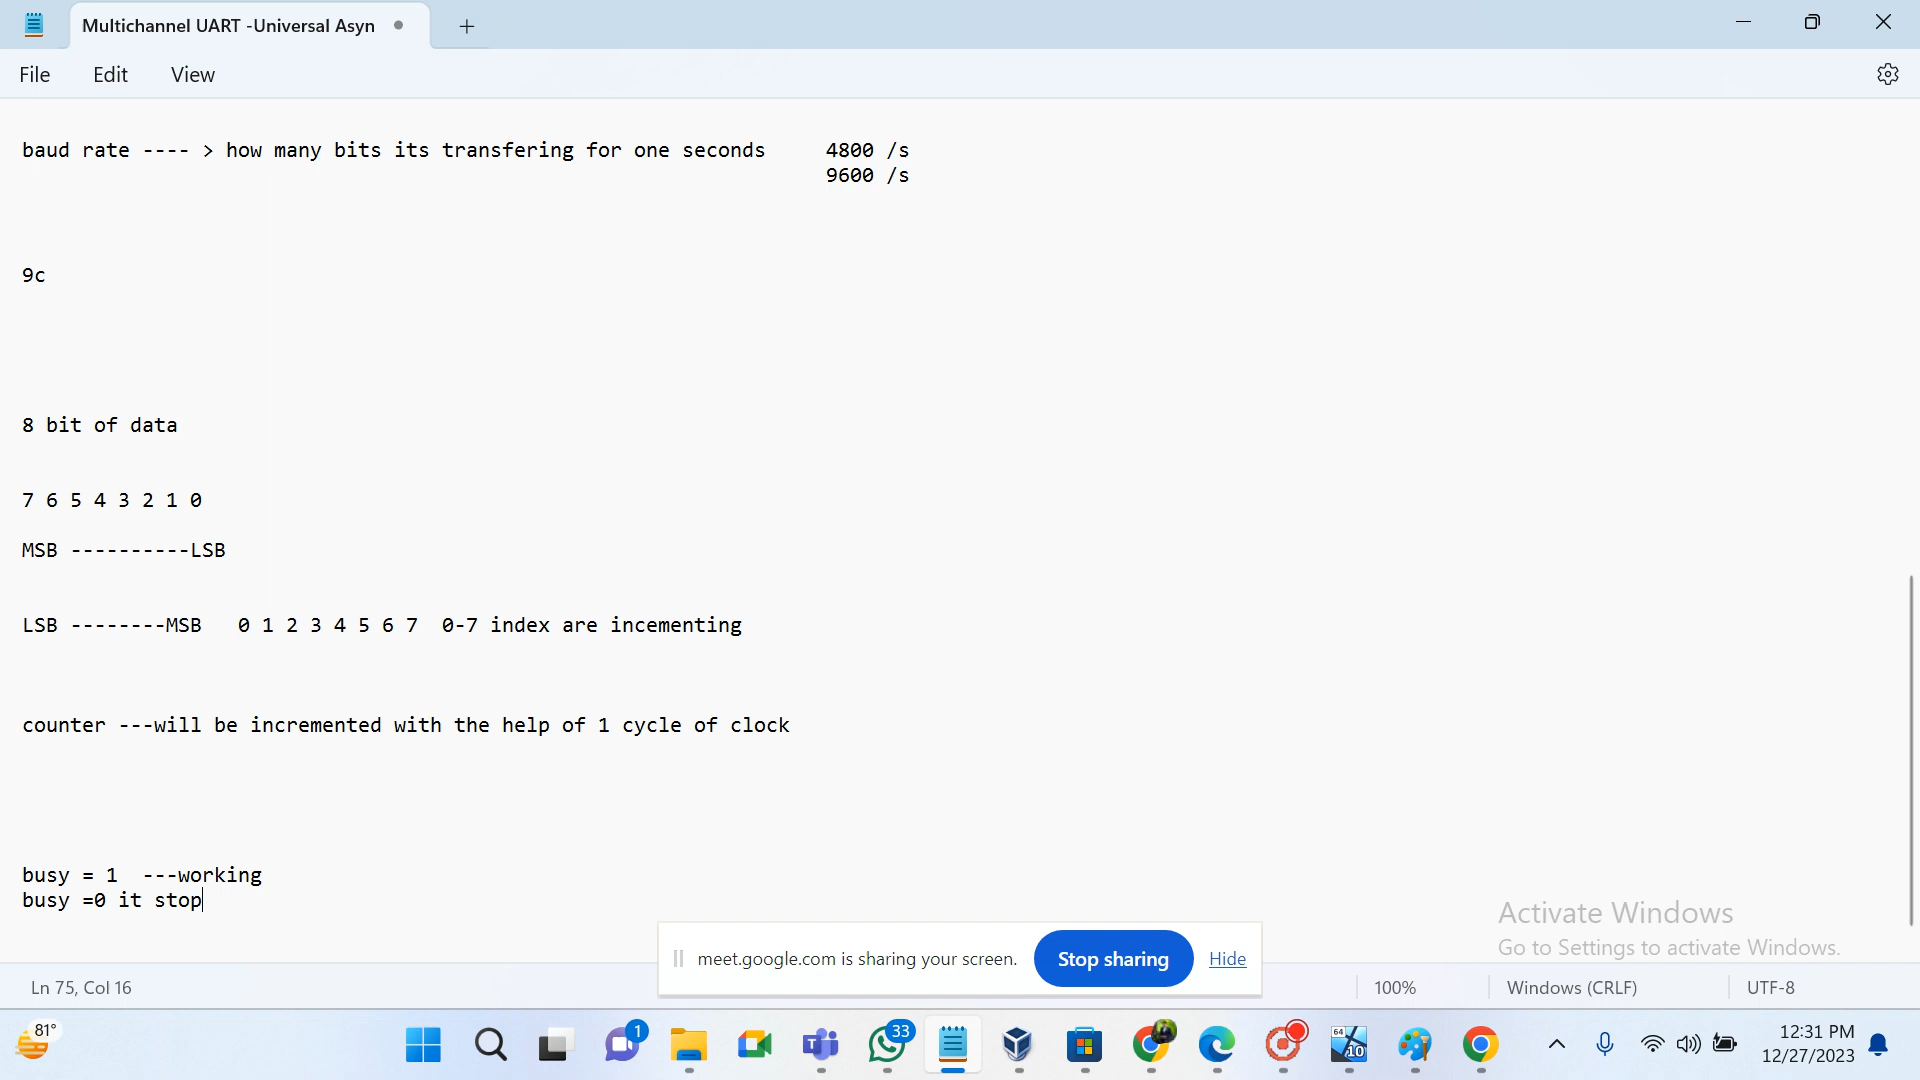 Multichannel UART -Universal Asyn
File Edit View
baud rate ---- > how many bits its transfering for one seconds 4800 /s
9600 /s
9c
8 bit of data
7 6 5 4 3 2 1 0
MSB ----------LSB
LSB --------MSB 0 1 2 3 4 5 6 7 0-7 index are incementing
counter ---will be incremented with the help of 1 cycle of clock
busy = 1 ---working
busy =0 it stop
Activate Windows
Go to Settings to activate Windows.
meet.google.com is sharing your screen. Stop sharing Hide
Ln 75, Col 16 100% Windows (CRLF) UTF-8
81° 1 33 64 10 12:31 PM
12/27/2023